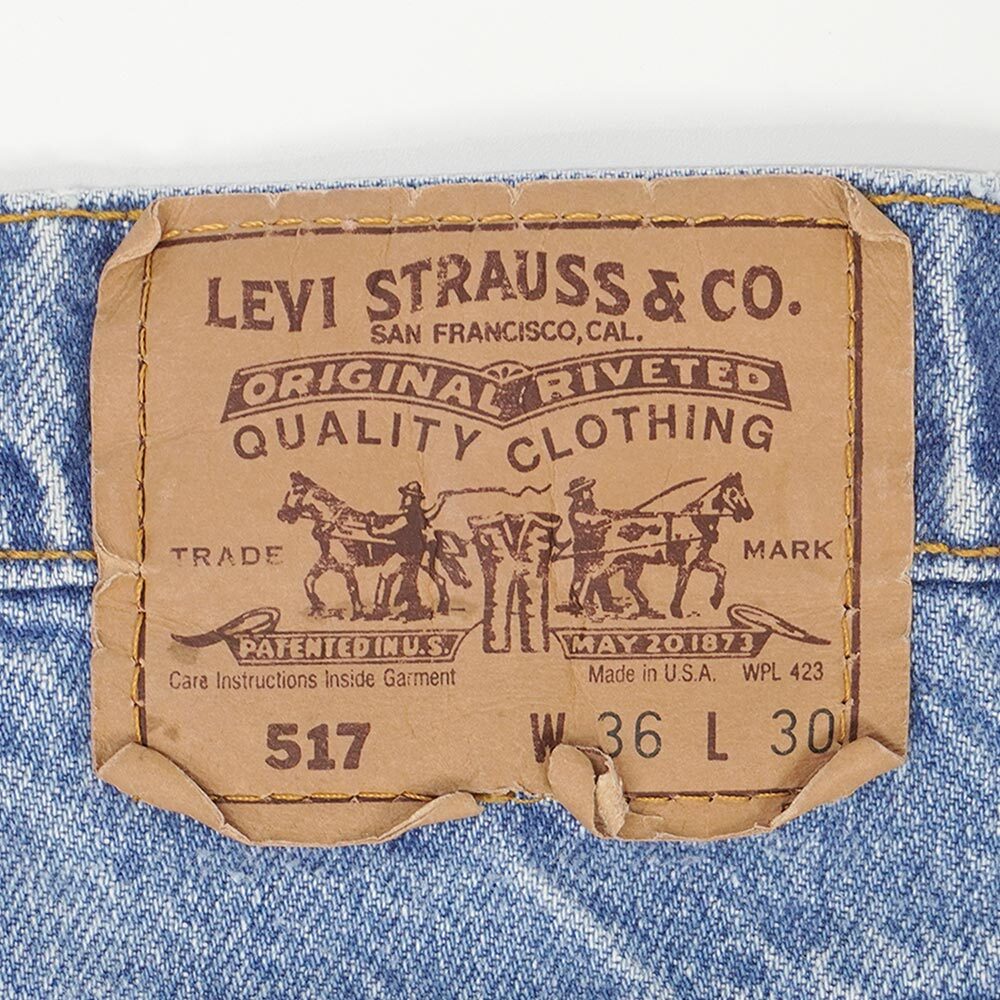 LEVI STRAUSS & CO.
SAN FRANCISCO, CAL.
ORIGINAL RIVETED
QUALITY CLOTHING
TRADE MARK
PATENTED IN U.S. MAY 20 1873
Care Instructions Inside Garment Made in U.S.A. WPL 423
517 W 36 L 30